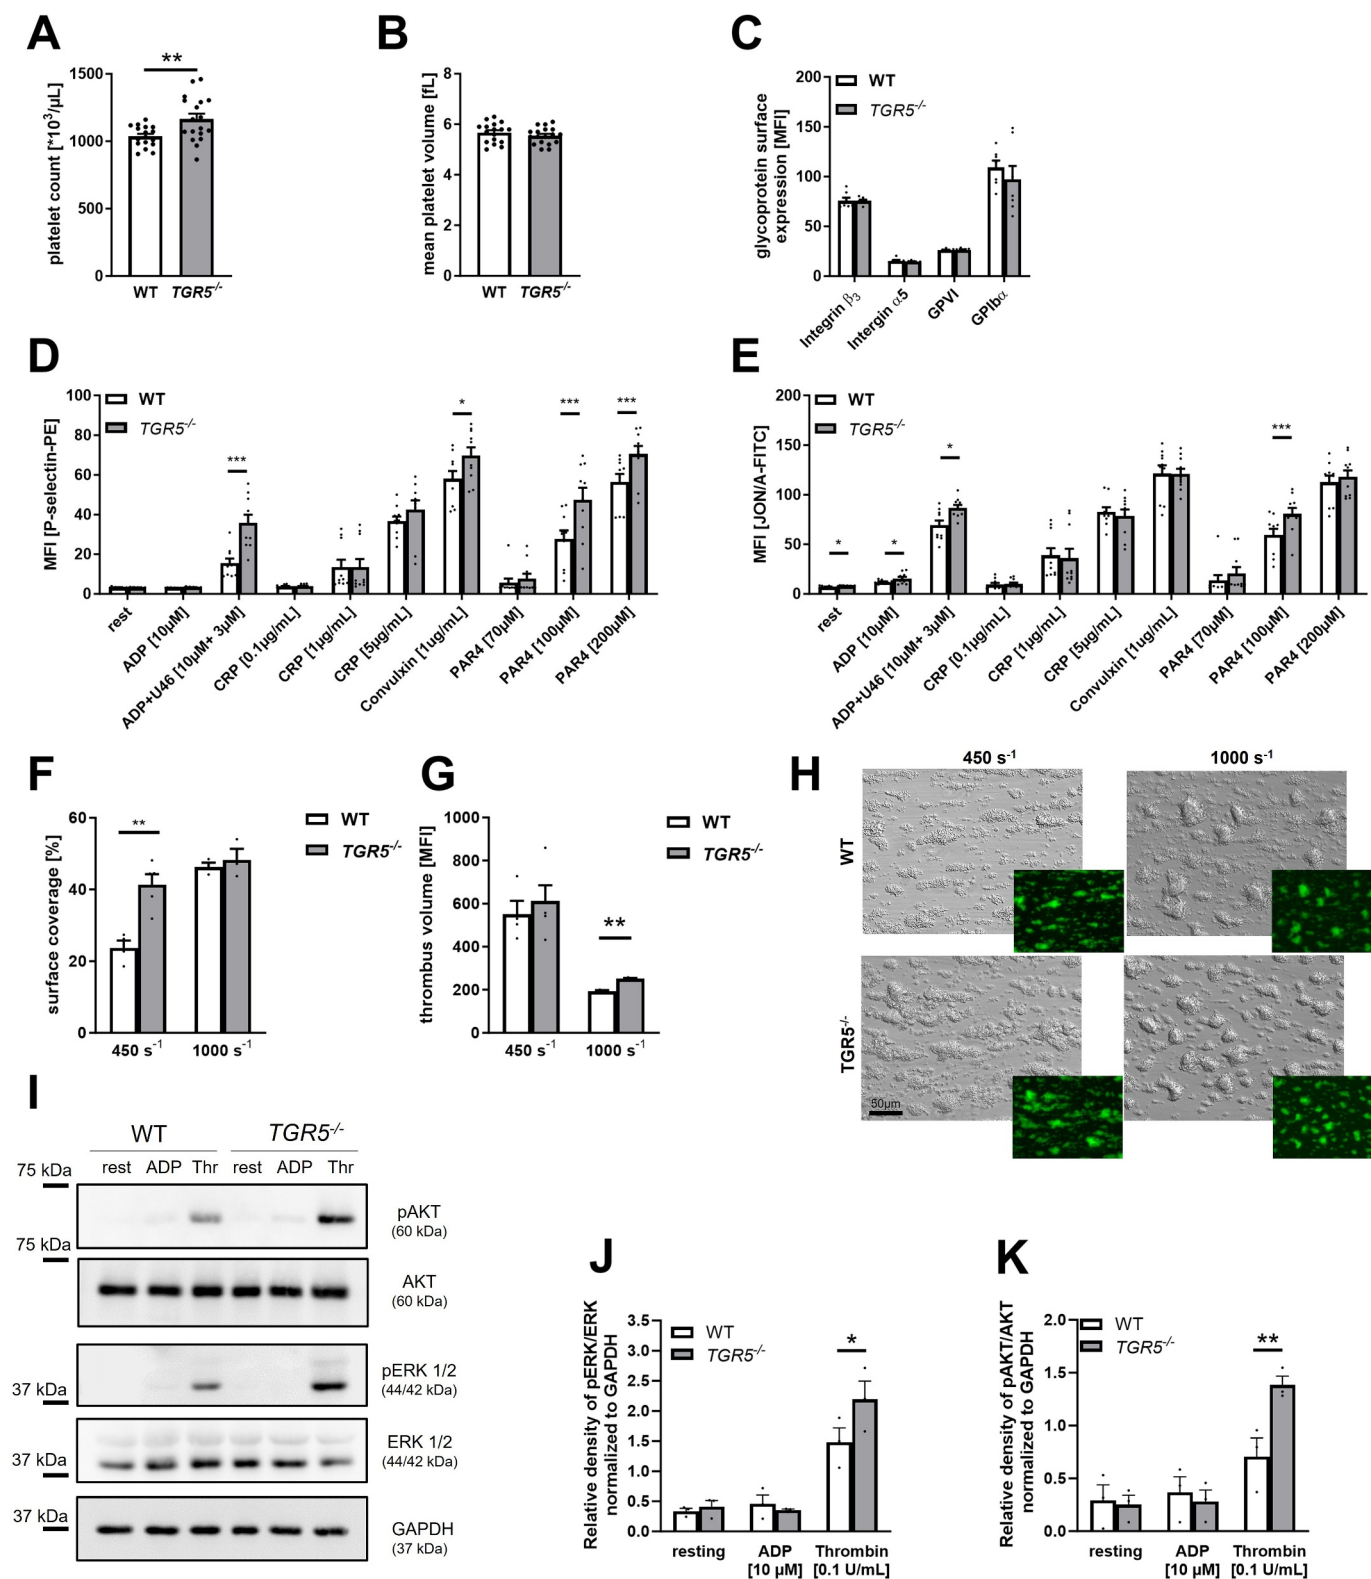 A
platelet count [*10³/µL]
1500
1000
500
0
**
WT
TGR5-/-
B
mean platelet volume [fL]
8
6
4
2
0
WT
TGR5-/-
C
glycoprotein surface
expression [MFI]
200
150
100
50
0
WT
TGR5-/-
Integrin β3
Intergin α5
GPVI
GPIbα
D
MFI [P-selectin-PE]
100
80
60
40
20
0
WT
TGR5-/-
***
*
***
***
rest
ADP [10µM]
ADP+U46 [10µM+ 3µM]
CRP [0.1µg/mL]
CRP [1µg/mL]
CRP [5µg/mL]
Convulxin [1µg/mL]
PAR4 [70µM]
PAR4 [100µM]
PAR4 [200µM]
E
MFI [JON/A-FITC]
200
150
100
50
0
WT
TGR5-/-
*
*
*
***
rest
ADP [10µM]
ADP+U46 [10µM+ 3µM]
CRP [0.1µg/mL]
CRP [1µg/mL]
CRP [5µg/mL]
Convulxin [1µg/mL]
PAR4 [70µM]
PAR4 [100µM]
PAR4 [200µM]
F
surface coverage [%]
60
40
20
0
**
WT
TGR5-/-
450 s-1
1000 s-1
G
thrombus volume [MFI]
1000
800
600
400
200
0
**
WT
TGR5-/-
450 s-1
1000 s-1
H
450 s-1
1000 s-1
WT
TGR5-/-
50µm
I
WT
TGR5-/-
rest ADP Thr rest ADP Thr
75 kDa
pAKT
(60 kDa)
75 kDa
AKT
(60 kDa)
pERK 1/2
(44/42 kDa)
37 kDa
ERK 1/2
(44/42 kDa)
37 kDa
37 kDa
GAPDH
(37 kDa)
J
Relative density of pERK/ERK
normalized to GAPDH
3.5
3.0
2.5
2.0
1.5
1.0
0.5
0.0
WT
TGR5-/-
*
resting
ADP
[10 µM]
Thrombin
[0.1 U/mL]
K
Relative density of pAKT/AKT
normalized to GAPDH
2.0
1.5
1.0
0.5
0.0
WT
TGR5-/-
**
resting
ADP
[10 µM]
Thrombin
[0.1 U/mL]